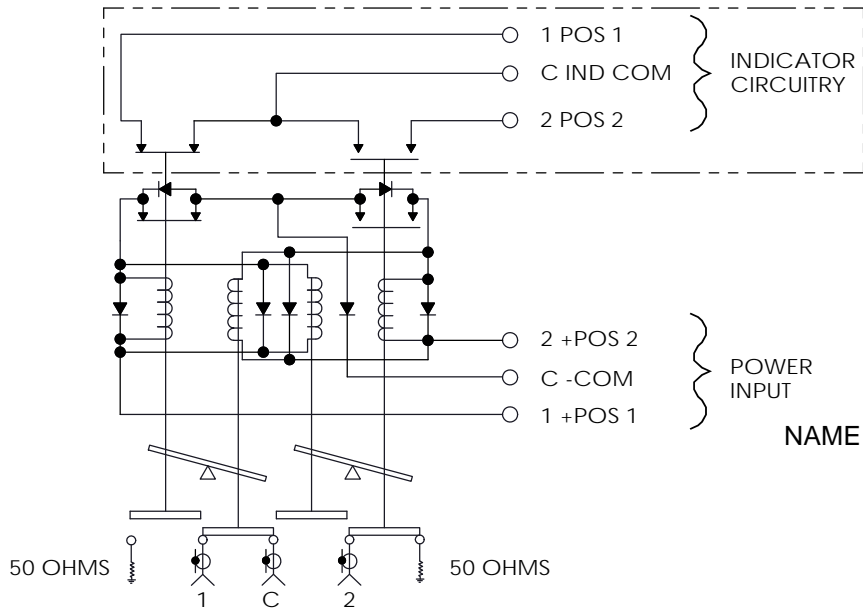 1 POS 1
C IND COM
2 POS 2
INDICATOR
CIRCUITRY
2 +POS 2
C -COM
1 +POS 1
POWER
INPUT
NAME
50 OHMS
50 OHMS
1
C
2